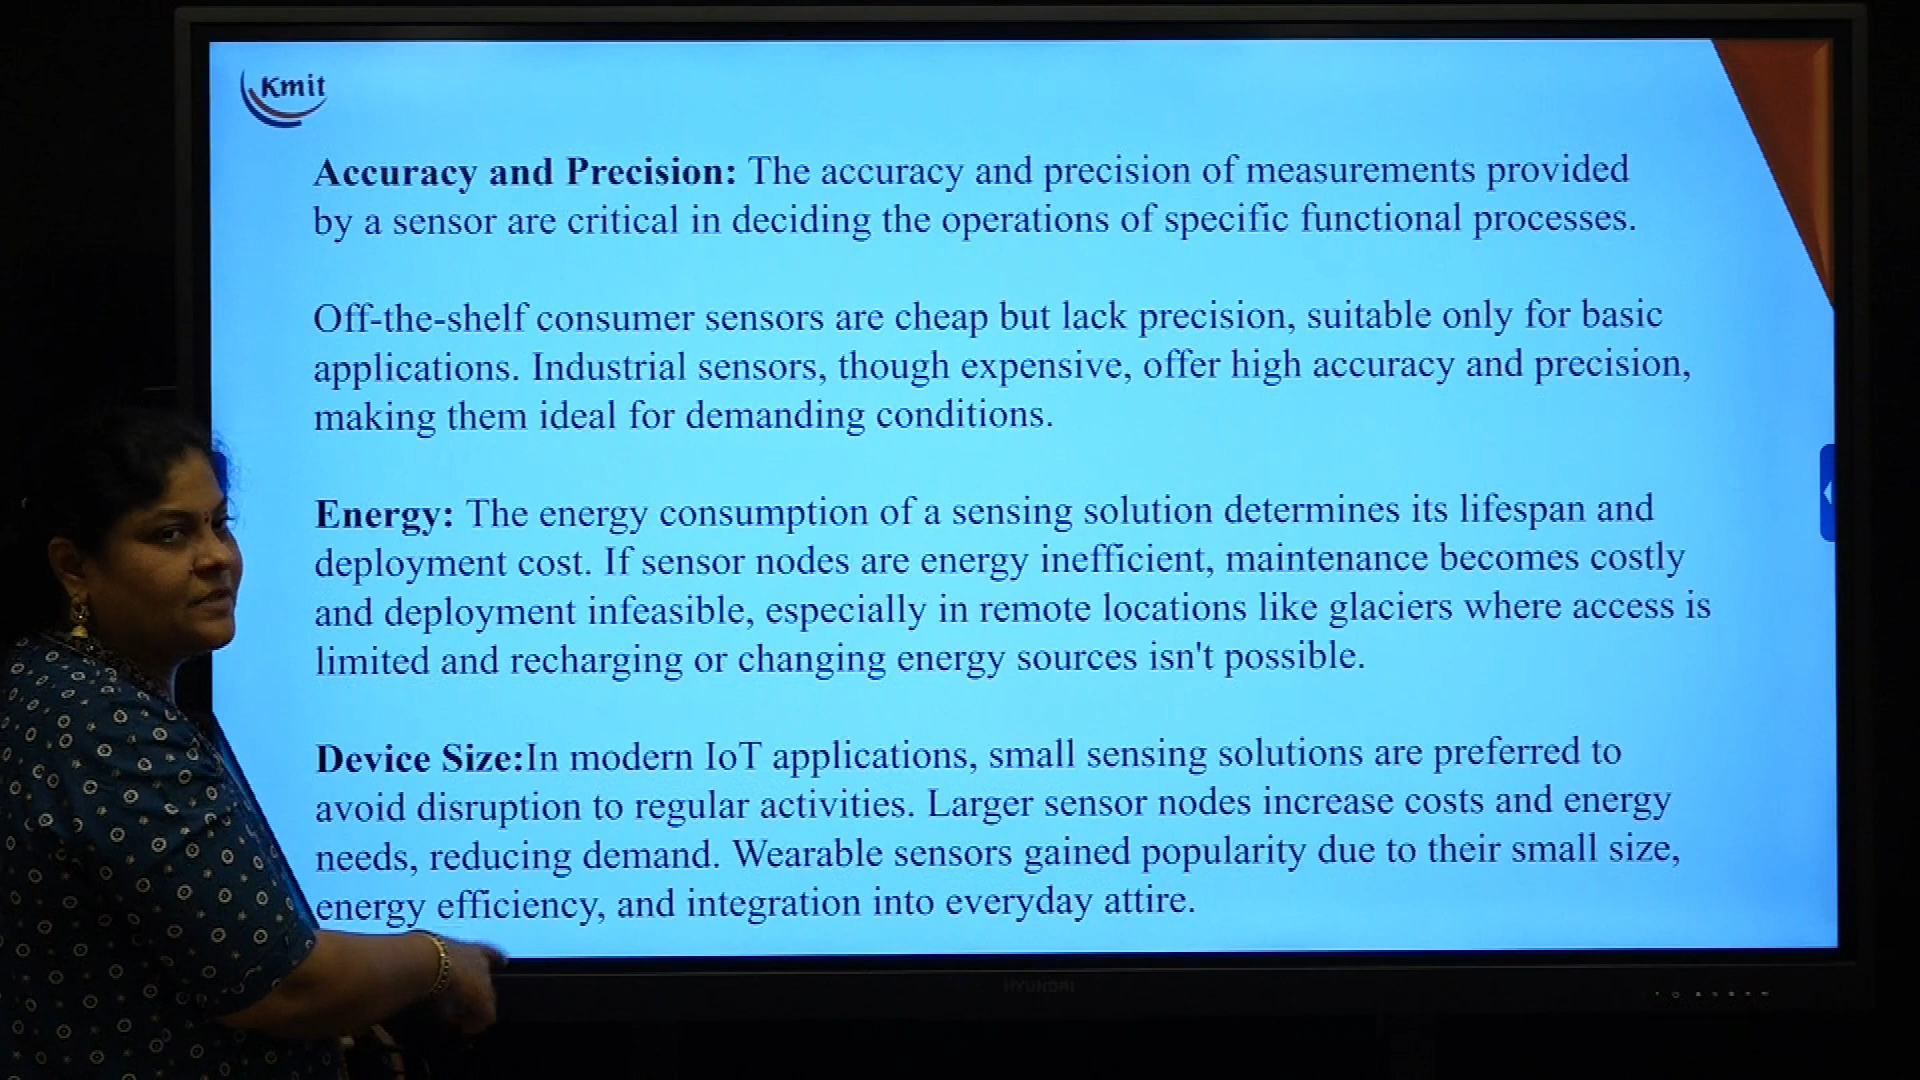 Kmit
Accuracy and Precision: The accuracy and precision of measurements provided
by a sensor are critical in deciding the operations of specific functional processes.
Off-the-shelf consumer sensors are cheap but lack precision, suitable only for basic
applications. Industrial sensors, though expensive, offer high accuracy and precision,
making them ideal for demanding conditions.
Energy: The energy consumption of a sensing solution determines its lifespan and
deployment cost. If sensor nodes are energy inefficient, maintenance becomes costly
and deployment infeasible, especially in remote locations like glaciers where access is
limited and recharging or changing energy sources isn't possible.
Device Size:In modern IoT applications, small sensing solutions are preferred to
avoid disruption to regular activities. Larger sensor nodes increase costs and energy
needs, reducing demand. Wearable sensors gained popularity due to their small size,
energy efficiency, and integration into everyday attire.
HYUNDAI